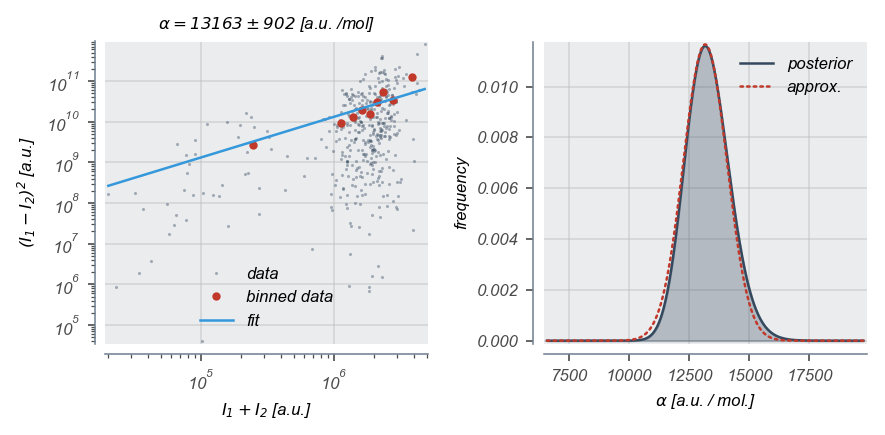 α = 13163 ± 902 [a.u. /mol]
(I₁ − I₂)² [a.u.]
10¹¹
10¹⁰
10⁹
10⁸
10⁷
10⁶
10⁵
data
binned data
fit
10⁵ 10⁶
I₁ + I₂ [a.u.]
frequency
0.010
0.008
0.006
0.004
0.002
0.000
posterior
approx.
7500 10000 12500 15000 17500
α [a.u. / mol.]